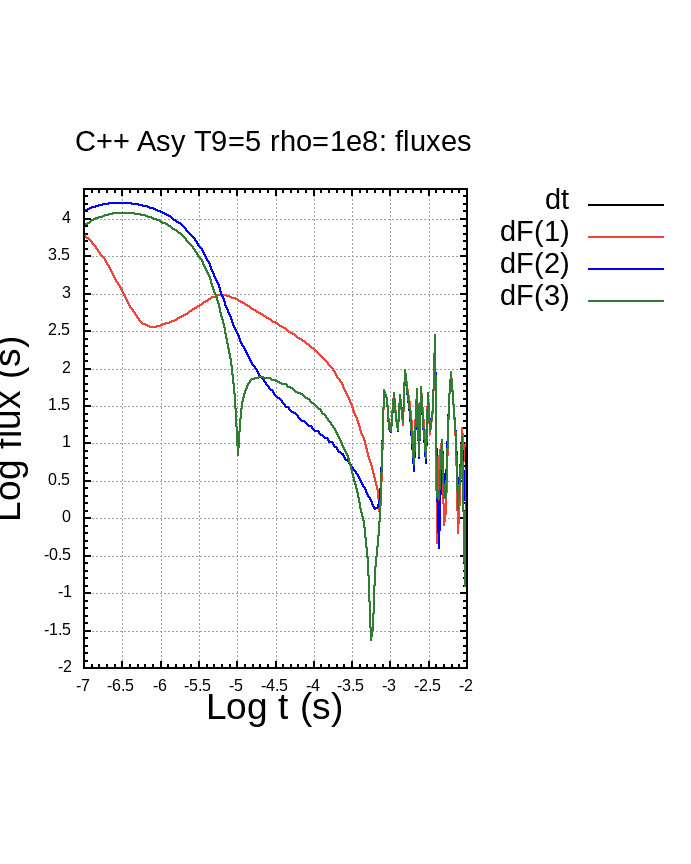 C++ Asy T9=5 rho=1e8: fluxes
dt
dF(1)
dF(2)
dF(3)
Log flux (s)
4
3.5
3
2.5
2
1.5
1
0.5
0
-0.5
-1
-1.5
-2
-7 -6.5 -6 -5.5 -5 -4.5 -4 -3.5 -3 -2.5 -2
Log t (s)